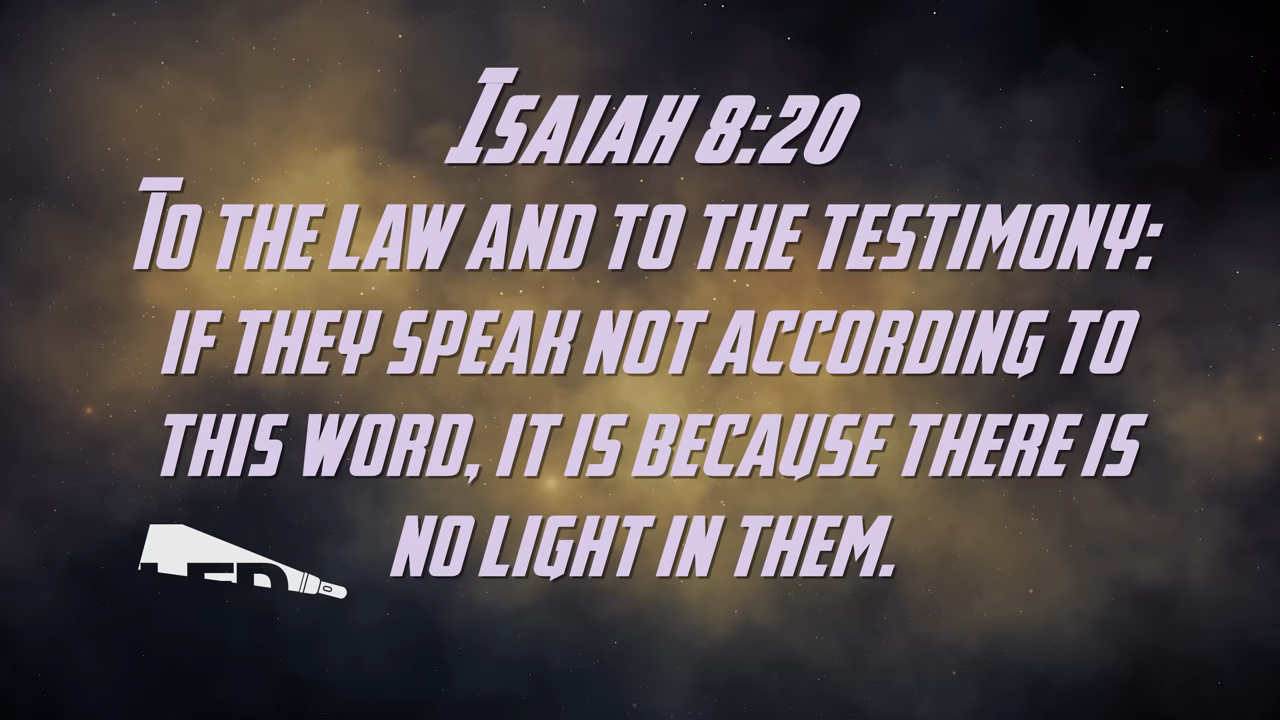 Isaiah 8:20
To the law and to the testimony:
if they speak not according to
this word, it is because there is
no light in them.